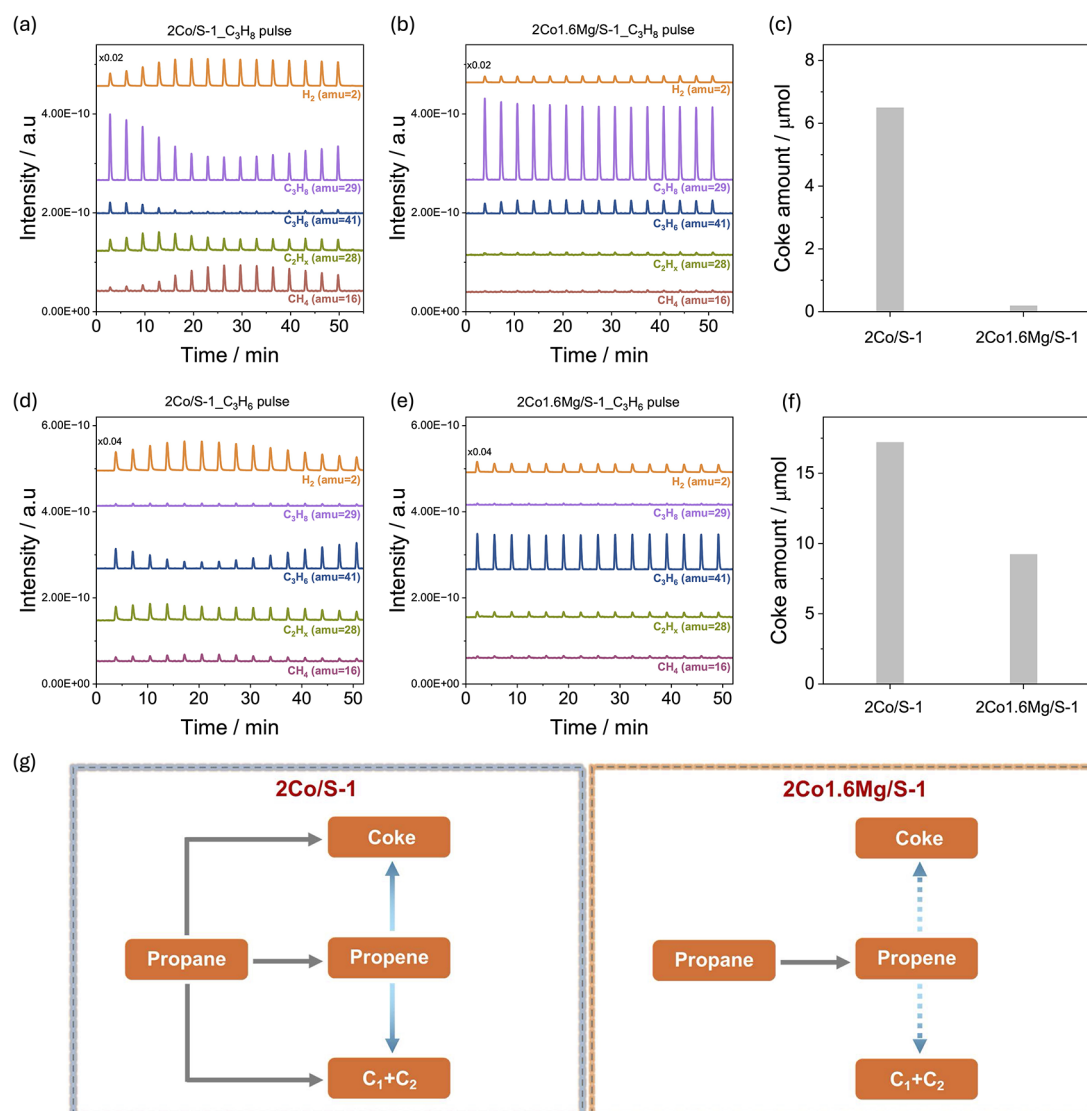 (a)
2Co/S-1_C₃H₈ pulse
x0.02
H₂ (amu=2)
C₃H₈ (amu=29)
C₃H₆ (amu=41)
C₂Hₓ (amu=28)
CH₄ (amu=16)
4.00E−10
2.00E−10
0.00E+00
Intensity / a.u
0 10 20 30 40 50
Time / min
(b)
2Co1.6Mg/S-1_C₃H₈ pulse
x0.02
H₂ (amu=2)
C₃H₈ (amu=29)
C₃H₆ (amu=41)
C₂Hₓ (amu=28)
CH₄ (amu=16)
4.00E−10
2.00E−10
0.00E+00
Intensity / a.u
0 10 20 30 40 50
Time / min
(c)
8
6
4
2
0
Coke amount / μmol
2Co/S-1 2Co1.6Mg/S-1
(d)
2Co/S-1_C₃H₆ pulse
x0.04
H₂ (amu=2)
C₃H₈ (amu=29)
C₃H₆ (amu=41)
C₂Hₓ (amu=28)
CH₄ (amu=16)
6.00E−10
4.00E−10
2.00E−10
0.00E+00
Intensity / a.u
0 10 20 30 40 50
Time / min
(e)
2Co1.6Mg/S-1_C₃H₆ pulse
x0.04
H₂ (amu=2)
C₃H₈ (amu=29)
C₃H₆ (amu=41)
C₂Hₓ (amu=28)
CH₄ (amu=16)
6.00E−10
4.00E−10
2.00E−10
0.00E+00
Intensity / a.u
0 10 20 30 40 50
Time / min
(f)
15
10
5
0
Coke amount / μmol
2Co/S-1 2Co1.6Mg/S-1
(g)
2Co/S-1
Coke
Propane
Propene
C₁+C₂
2Co1.6Mg/S-1
Coke
Propane
Propene
C₁+C₂